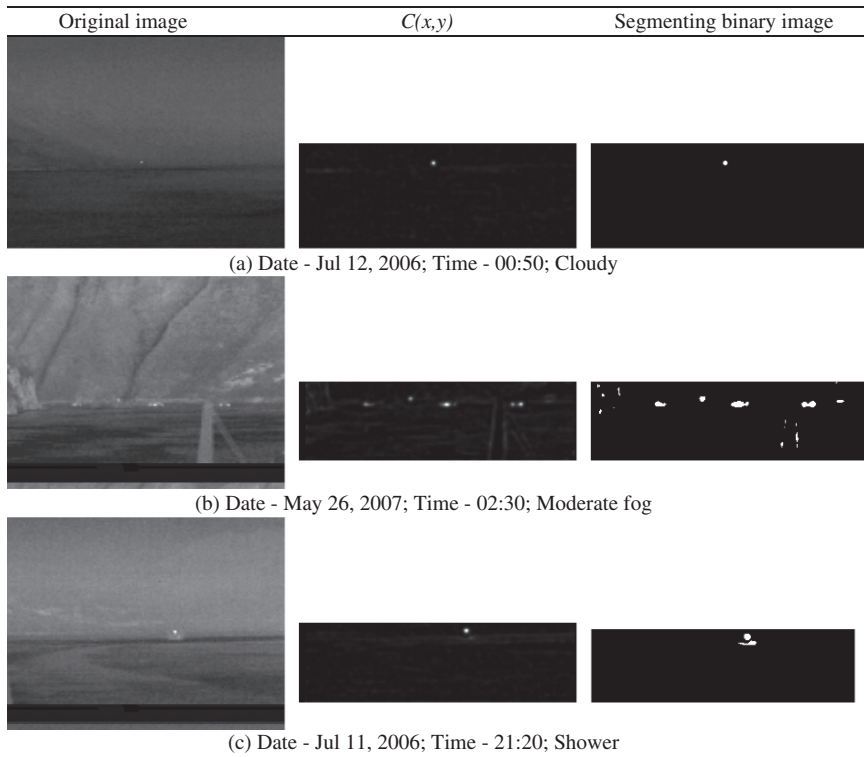 Original image C(x,y) Segmenting binary image
(a) Date - Jul 12, 2006; Time - 00:50; Cloudy
(b) Date - May 26, 2007; Time - 02:30; Moderate fog
(c) Date - Jul 11, 2006; Time - 21:20; Shower